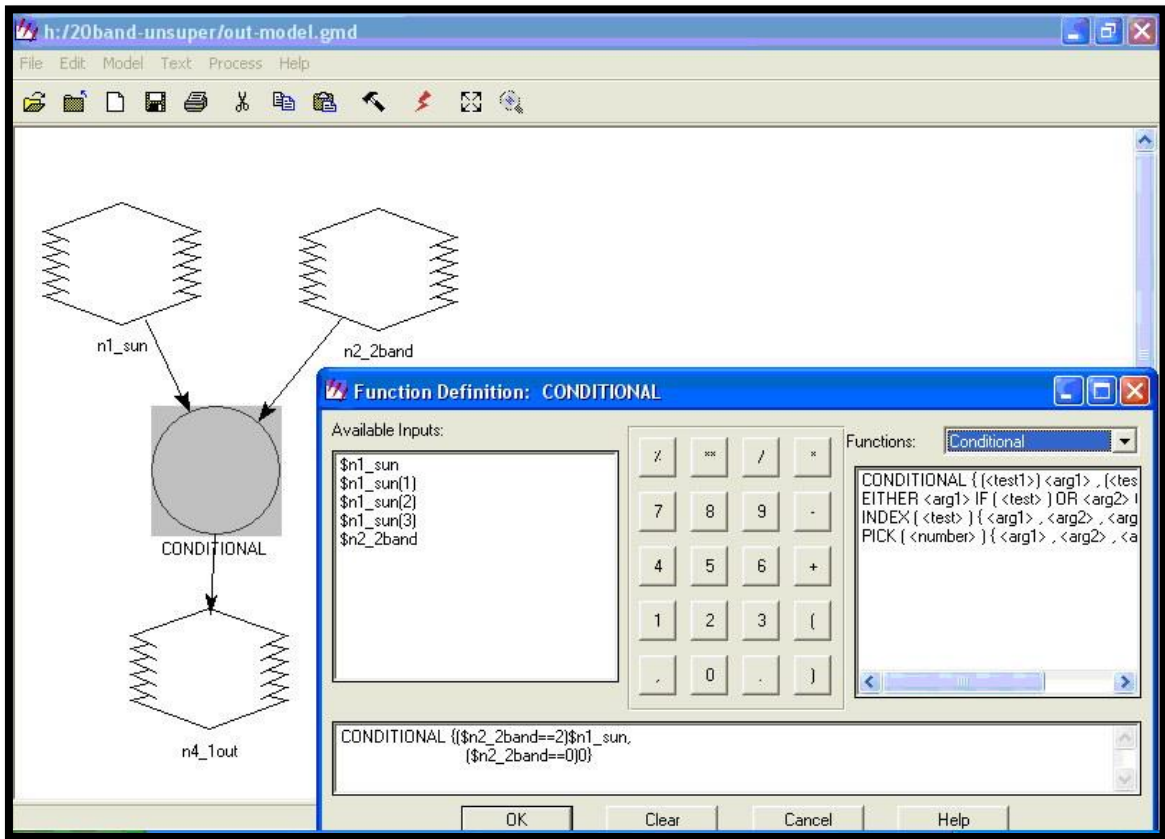 h:/20band-unsuper/out-model.gmd
File Edit Model Text Process Help
n1_sun
n2_2band
CONDITIONAL
n4_1out
Function Definition: CONDITIONAL
Available Inputs:
$n1_sun
$n1_sun(1)
$n1_sun(2)
$n1_sun(3)
$n2_2band
% ** / *
7 8 9 -
4 5 6 +
1 2 3 (
, 0 . )
Functions: Conditional
CONDITIONAL { (<test1>) <arg1> , (<tes
EITHER <arg1> IF ( <test> ) OR <arg2>
INDEX ( <test> ) { <arg1> , <arg2> , <arg
PICK ( <number> ) { <arg1> , <arg2> , <a
CONDITIONAL {($n2_2band==2)$n1_sun,
($n2_2band==0)0}
OK Clear Cancel Help